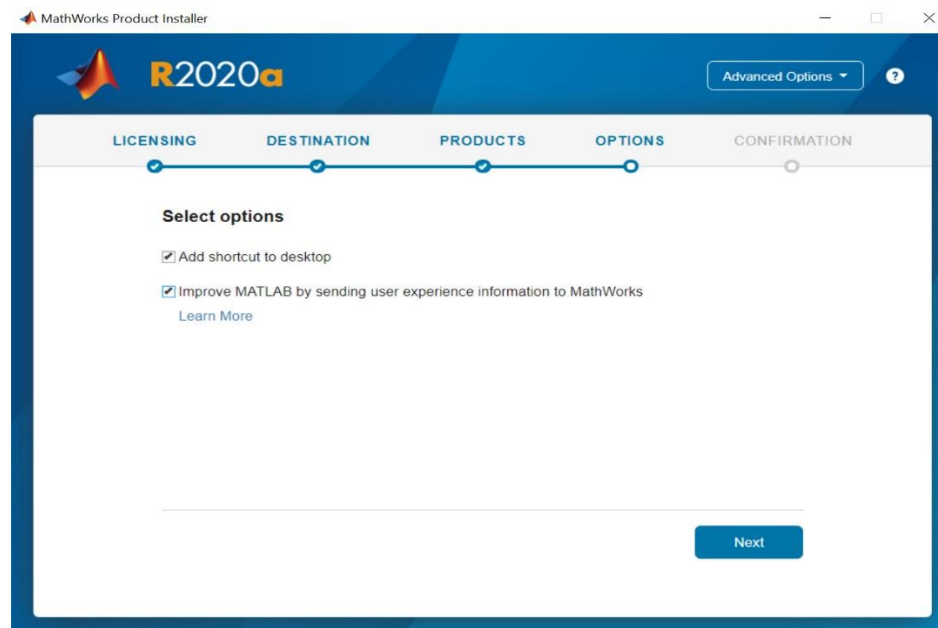 MathWorks Product Installer
R2020a
Advanced Options
?
LICENSING DESTINATION PRODUCTS OPTIONS CONFIRMATION
Select options
Add shortcut to desktop
Improve MATLAB by sending user experience information to MathWorks
Learn More
Next